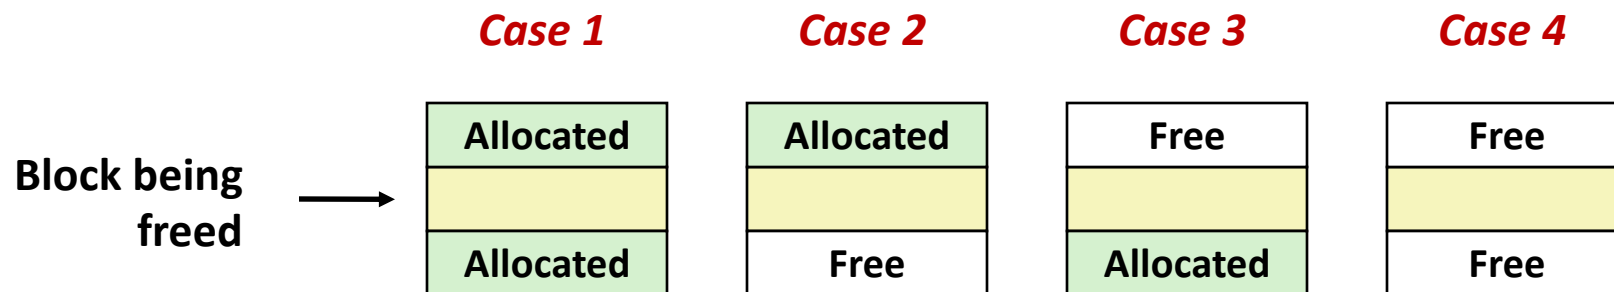 Case 1 Case 2 Case 3 Case 4
Allocated Allocated Free Free
Block being
freed
Allocated Free Allocated Free